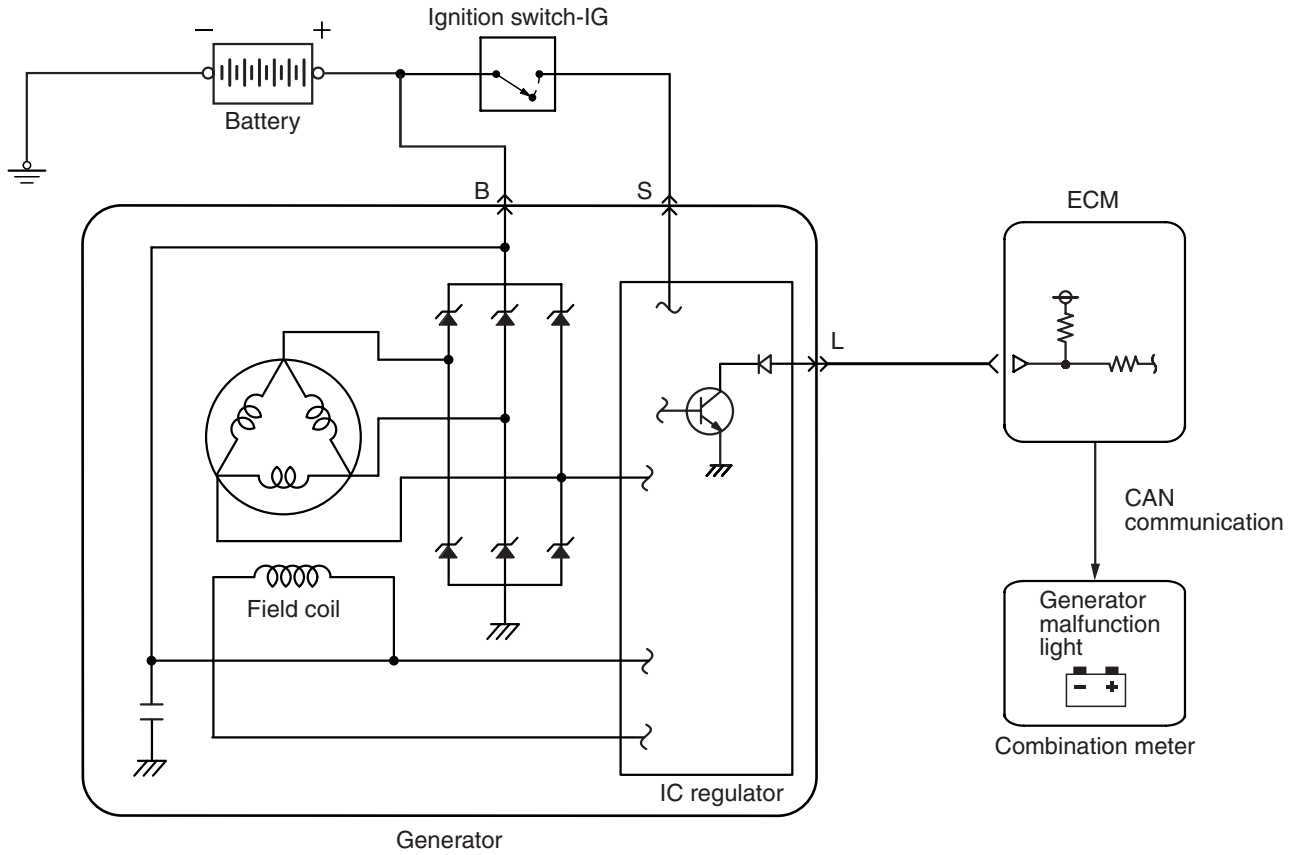 Ignition switch-IG
− +
Battery
B
S
ECM
L
CAN
communication
Field coil
Generator
malfunction
light
− +
Combination meter
IC regulator
Generator